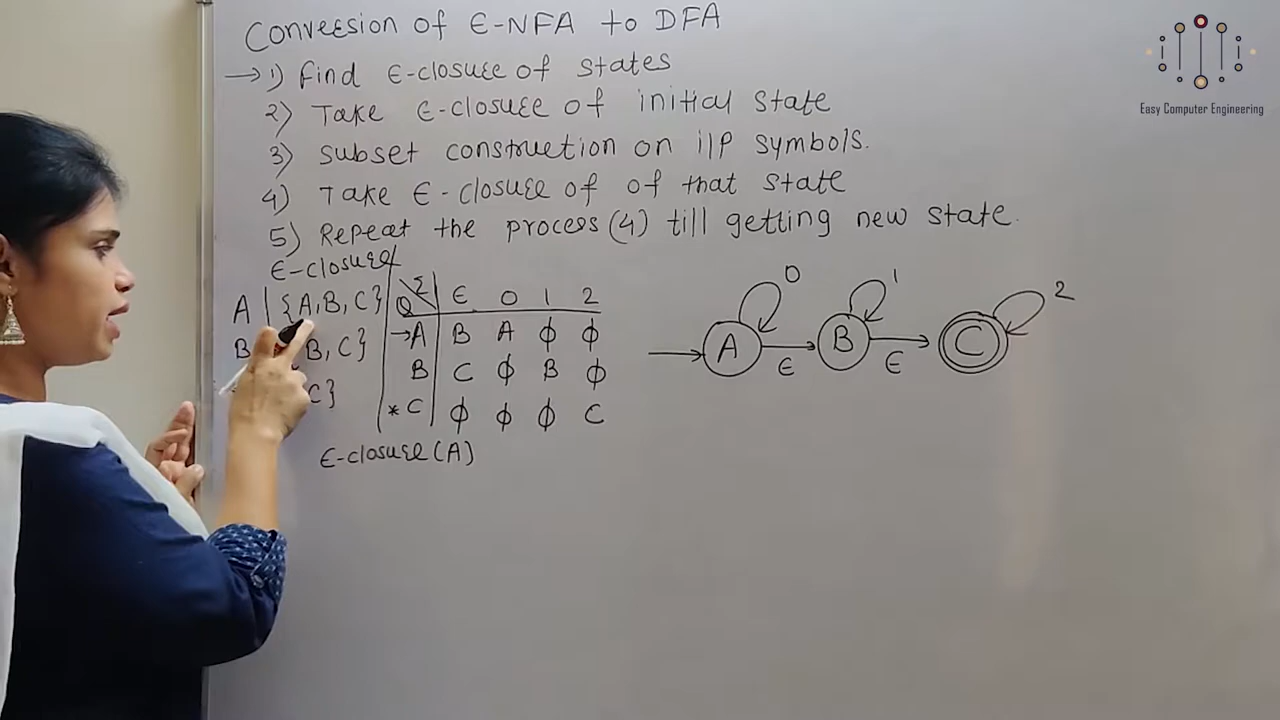 Conversion of ϵ-NFA to DFA
→ 1) Find ϵ-closure of states
2) Take ϵ-closure of initial state
3) subset construction on i/p symbols.
4) Take ϵ-closure of of that state
5) Repeat the process (4) till getting new state.
ϵ-closure
A | {A, B, C}
B B, C}
C}
Q Σ | ϵ 0 1 2
→A | B A ϕ ϕ
B | C ϕ B ϕ
* C | ϕ ϕ ϕ C
ϵ-closure (A)
0 1 2
A B C
ϵ ϵ
Easy Computer Engineering